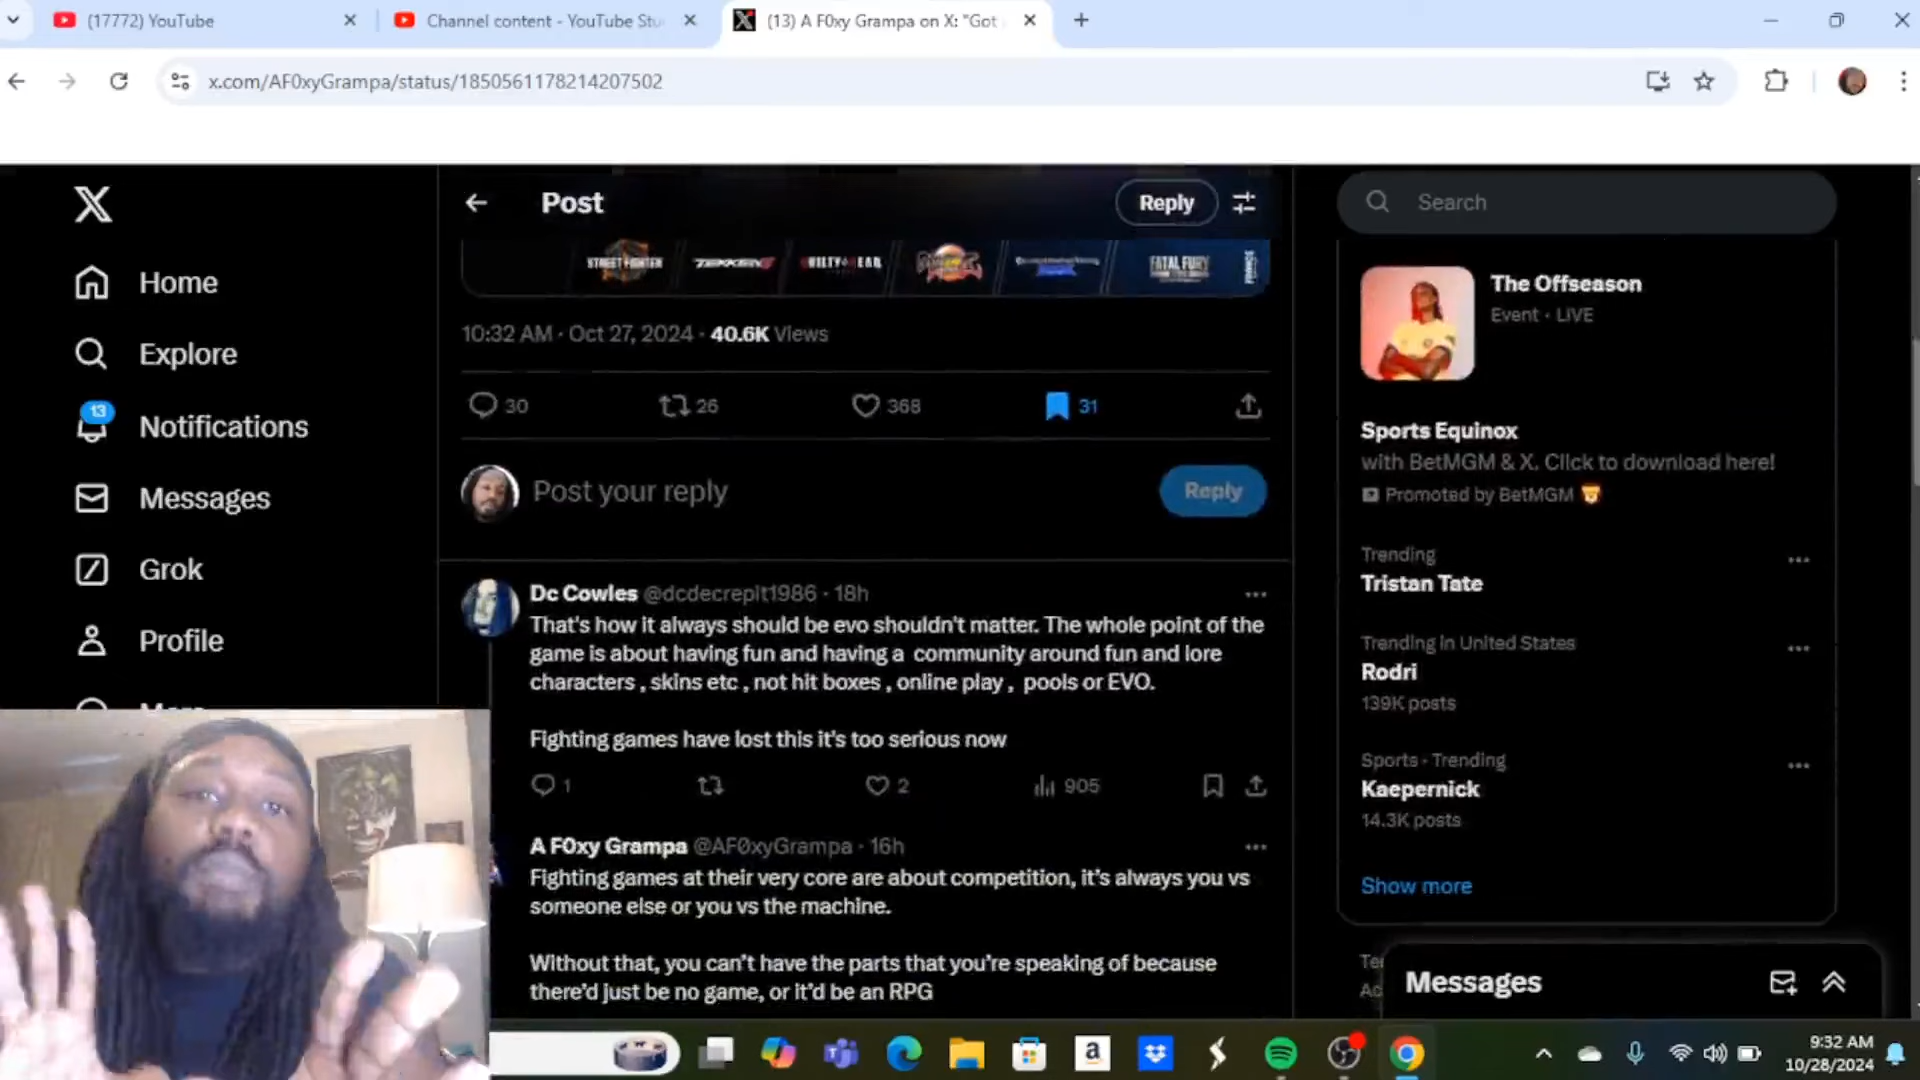 (17772) YouTube
Channel content - YouTube Stu
(13) A F0xy Grampa on X: "Got
x.com/AF0xyGrampa/status/1850561178214207502
Post
Reply
Search
Home
Explore
13
Notifications
Messages
Grok
Profile
STREET FIGHTER
TEKKEN
GUILTY GEAR
FATAL FURY
10:32 AM · Oct 27, 2024 · 40.6K Views
30
26
368
31
Post your reply
Reply
Dc Cowles @dcdecrepit1986 · 18h
That's how it always should be evo shouldn't matter. The whole point of the
game is about having fun and having a community around fun and lore
characters , skins etc , not hit boxes , online play , pools or EVO.
Fighting games have lost this it's too serious now
1
2
905
A F0xy Grampa @AF0xyGrampa · 16h
Fighting games at their very core are about competition, it's always you vs
someone else or you vs the machine.
Without that, you can't have the parts that you're speaking of because
there'd just be no game, or it'd be an RPG
The Offseason
Event · LIVE
Sports Equinox
with BetMGM & X. Click to download here!
Promoted by BetMGM
Trending
Tristan Tate
Trending in United States
Rodri
139K posts
Sports · Trending
Kaepernick
14.3K posts
Show more
Messages
9:32 AM
10/28/2024